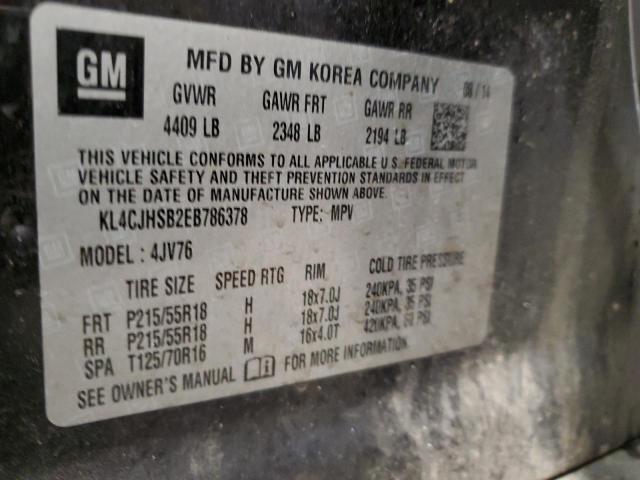 GM
MFD BY GM KOREA COMPANY 08/14
GVWR GAWR FRT GAWR RR
4409 LB 2348 LB 2194 LB
THIS VEHICLE CONFORMS TO ALL APPLICABLE U.S. FEDERAL MOTOR
VEHICLE SAFETY AND THEFT PREVENTION STANDARDS IN EFFECT
ON THE DATE OF MANUFACTURE SHOWN ABOVE.
KL4CJHSB2EB786378 TYPE: MPV
MODEL : 4JV76
TIRE SIZE SPEED RTG RIM COLD TIRE PRESSURE
FRT P215/55R18 H 18x7.0J 240KPA, 35 PSI
RR P215/55R18 H 18x7.0J 240KPA, 35 PSI
SPA T125/70R16 M 16x4.0T 420KPA, 60 PSI
SEE OWNER'S MANUAL FOR MORE INFORMATION